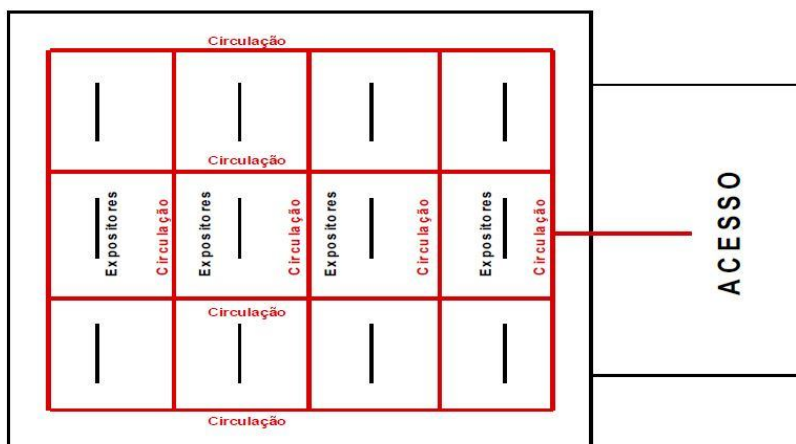 Circulação
Circulação
Expositores
Circulação
Expositores
Circulação
Expositores
Circulação
Expositores
Circulação
ACESSO
Circulação
Circulação